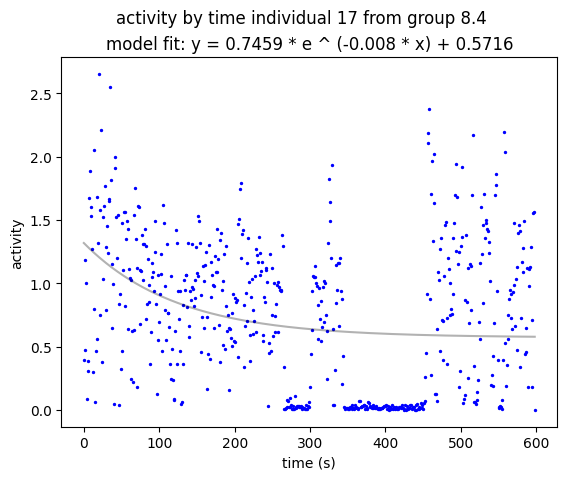 activity by time individual 17 from group 8.4
model fit: y = 0.7459 * e ^ (-0.008 * x) + 0.5716
2.5
2.0
1.5
1.0
0.5
0.0
activity
0 100 200 300 400 500 600
time (s)